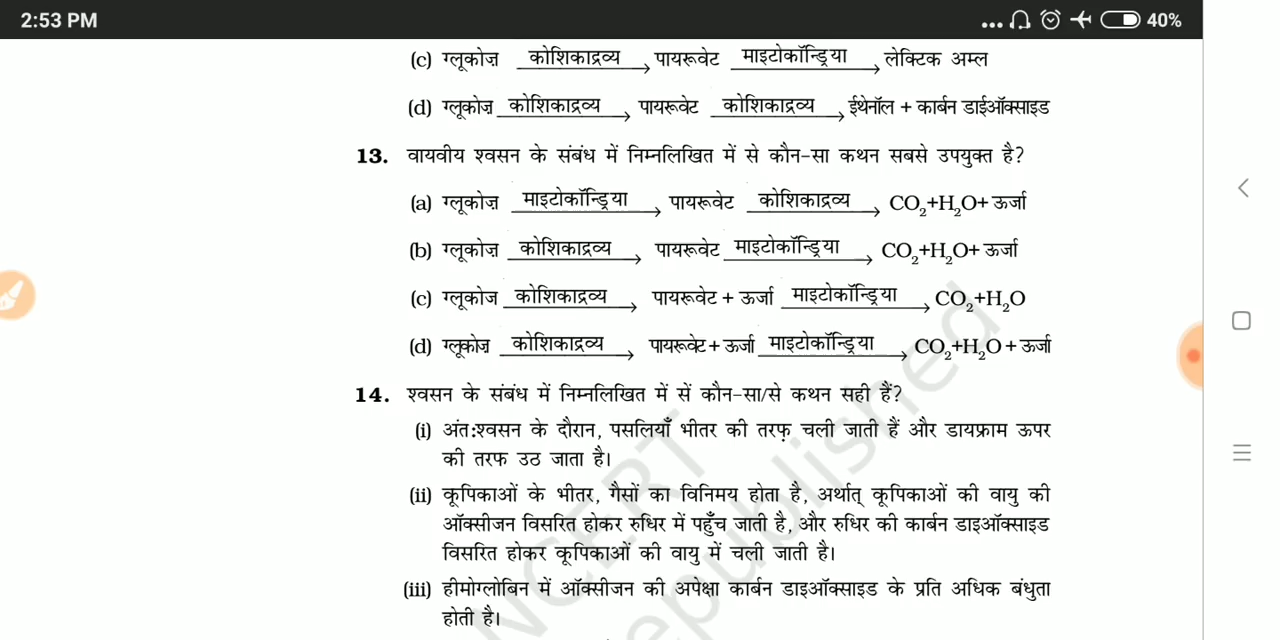 2:53 PM
40%
(c) ग्लूकोज़ कोशिकाद्रव्य → पायरूवेट माइटोकॉन्ड्रिया → लेक्टिक अम्ल
(d) ग्लूकोज़ कोशिकाद्रव्य → पायरूवेट कोशिकाद्रव्य → ईथेनॉल + कार्बन डाईऑक्साइड
13. वायवीय श्वसन के संबंध में निम्नलिखित में से कौन-सा कथन सबसे उपयुक्त है?
(a) ग्लूकोज़ माइटोकॉन्ड्रिया → पायरूवेट कोशिकाद्रव्य → CO₂+H₂O+ ऊर्जा
(b) ग्लूकोज़ कोशिकाद्रव्य → पायरूवेट माइटोकॉन्ड्रिया → CO₂+H₂O+ ऊर्जा
(c) ग्लूकोज कोशिकाद्रव्य → पायरूवेट + ऊर्जा माइटोकॉन्ड्रिया → CO₂+H₂O
(d) ग्लूकोज़ कोशिकाद्रव्य → पायरूवेट + ऊर्जा माइटोकॉन्ड्रिया → CO₂+H₂O + ऊर्जा
14. श्वसन के संबंध में निम्नलिखित में सें कौन-सा/से कथन सही हैं?
(i) अंत:श्वसन के दौरान, पसलियाँ भीतर की तरफ़ चली जाती हैं और डायफ्राम ऊपर
की तरफ उठ जाता है।
(ii) कूपिकाओं के भीतर, गैसों का विनिमय होता है, अर्थात् कूपिकाओं की वायु की
ऑक्सीजन विसरित होकर रुधिर में पहुँच जाती है, और रुधिर की कार्बन डाइऑक्साइड
विसरित होकर कूपिकाओं की वायु में चली जाती है।
(iii) हीमोग्लोबिन में ऑक्सीजन की अपेक्षा कार्बन डाइऑक्साइड के प्रति अधिक बंधुता
होती है।
NCERT
republished